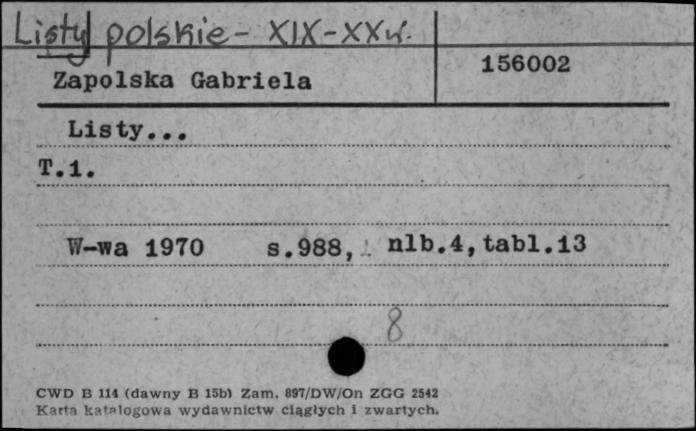 Listy polskie - XIX-XXw.
Zapolska Gabriela
156002
Listy...
T.1.
W-wa 1970 s.988, nlb.4,tabl.13
8
CWD B 114 (dawny B 15b) Zam. 897/DW/On ZGG 2542
Karta katalogowa wydawnictw ciągłych i zwartych.